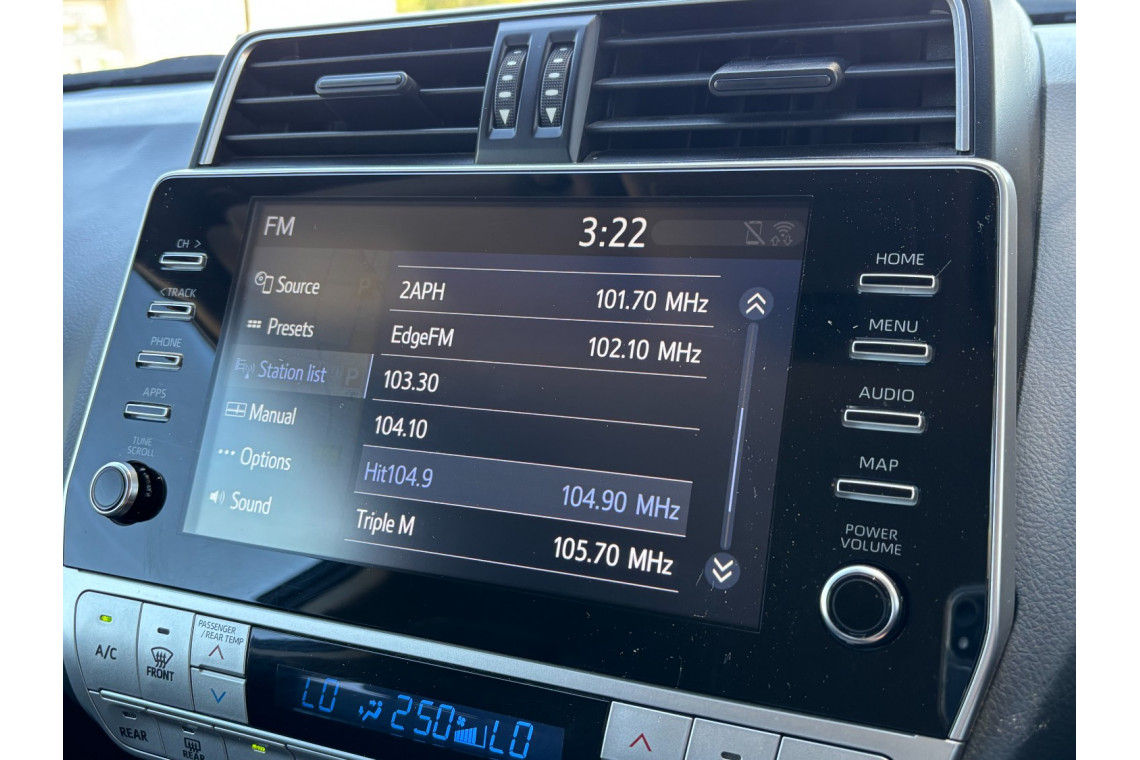 FM
3:22
CH >
< TRACK
PHONE
APPS
TUNE
SCROLL
Source
Presets
Station list
Manual
Options
Sound
2APH 101.70 MHz
EdgeFM 102.10 MHz
103.30
104.10
Hit104.9 104.90 MHz
Triple M 105.70 MHz
HOME
MENU
AUDIO
MAP
POWER
VOLUME
A/C
FRONT
PASSENGER
/REAR TEMP
LO 250 LO
REAR
REAR